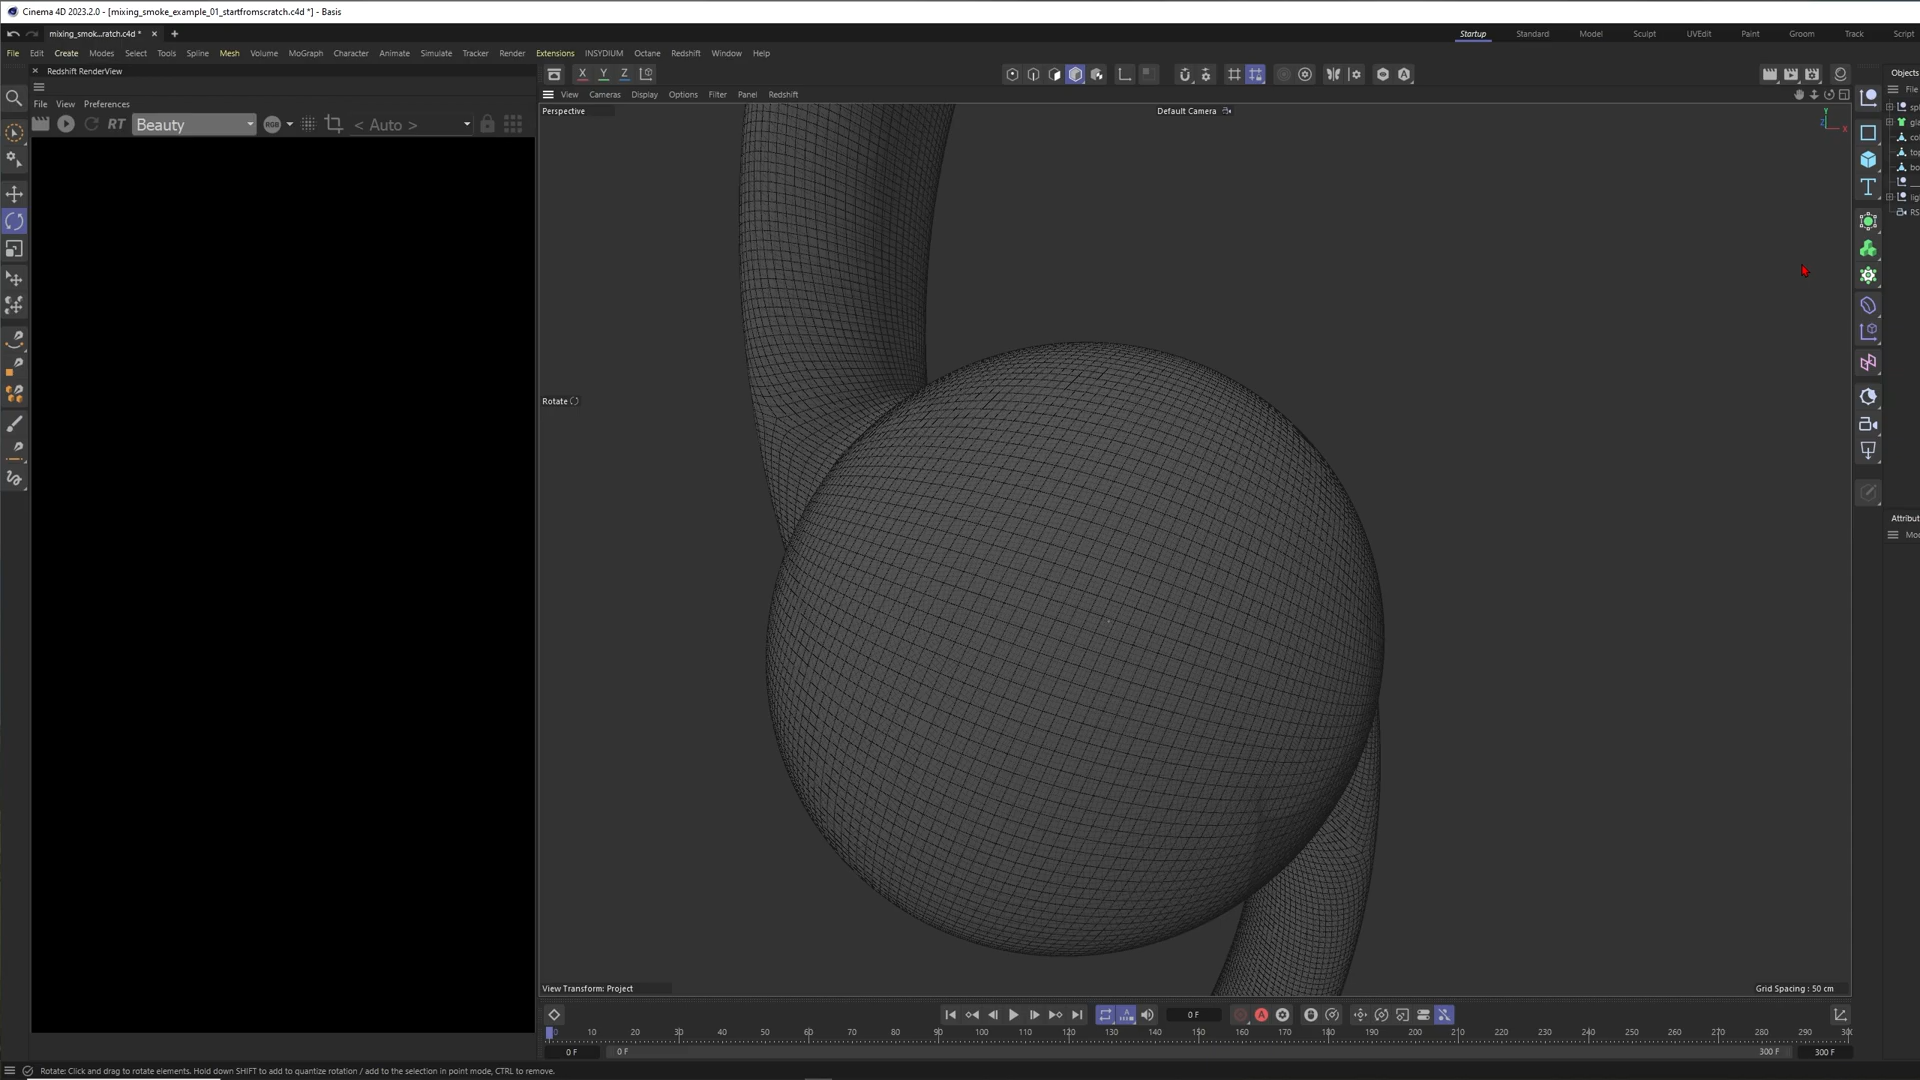 Cinema 4D 2023.2.0 - [mixing_smoke_example_01_startfromscratch.c4d *] - Basis
mixing_smok...ratch.c4d *
Startup Standard Model Sculpt UVEdit Paint Groom Track Script
File Edit Create Modes Select Tools Spline Mesh Volume MoGraph Character Animate Simulate Tracker Render Extensions INSYDIUM Octane Redshift Window Help
Redshift RenderView
Objects
X Y Z
File
View Cameras Display Options Filter Panel Redshift
File View Preferences
Perspective
Default Camera
RT Beauty RGB < Auto >
Y
Z
X
Rotate
Attribut
View Transform: Project
Grid Spacing : 50 cm
0 F
0 10 20 30 40 50 60 70 80 90 100 110 120 130 140 150 160 170 180 190 200 210 220 230 240 250 260 270 280 290
0 F 0 F 300 F 300 F
Rotate: Click and drag to rotate elements. Hold down SHIFT to add to quantize rotation / add to the selection in point mode, CTRL to remove.